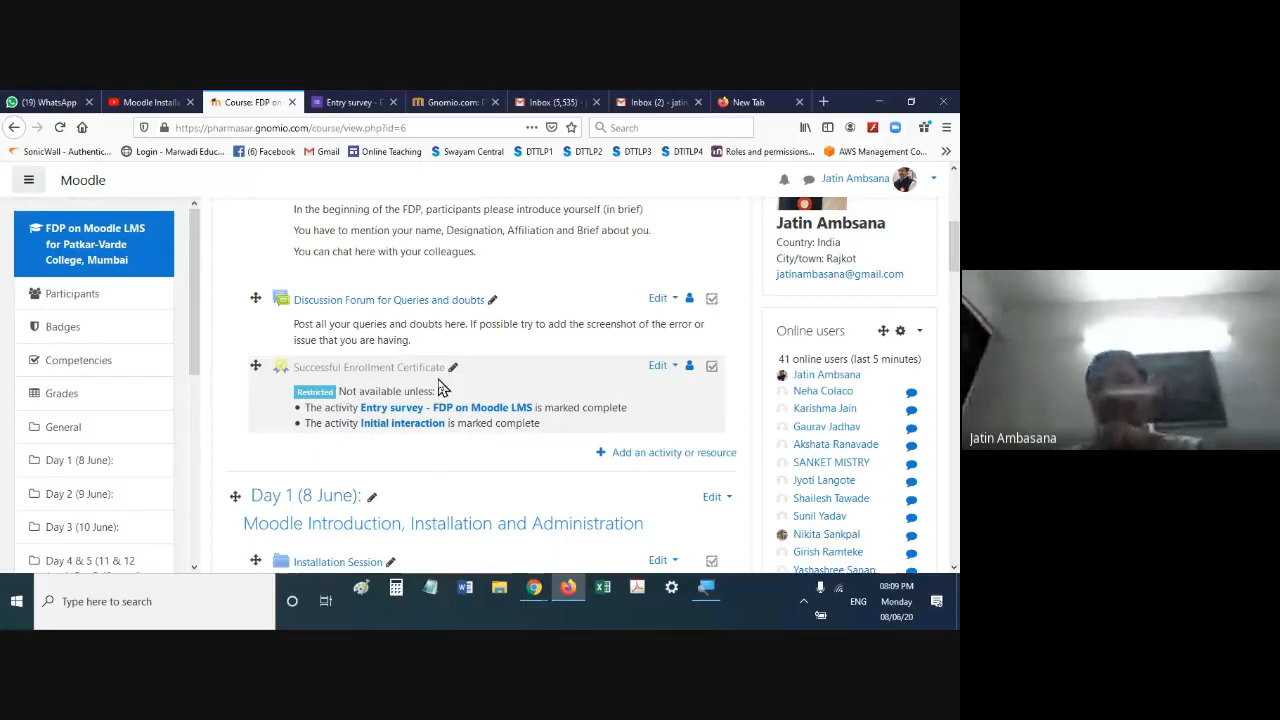 (19) WhatsApp
Moodle Installa
Course: FDP on
Entry survey - F
Gnomio.com: D
Inbox (5,535) -
Inbox (2) - jatin
New Tab
https://pharmasar.gnomio.com/course/view.php?id=6
Search
SonicWall - Authentic...
Login - Marwadi Educ...
(6) Facebook
Gmail
Online Teaching
Swayam Central
DTTLP1
DTTLP2
DTTLP3
DTITLP4
Roles and permissions...
AWS Management Co...
Moodle
Jatin Ambsana
FDP on Moodle LMS
for Patkar-Varde
College, Mumbai
Participants
Badges
Competencies
Grades
General
Day 1 (8 June):
Day 2 (9 June):
Day 3 (10 June):
Day 4 & 5 (11 & 12
In the beginning of the FDP, participants please introduce yourself (in brief)
You have to mention your name, Designation, Affiliation and Brief about you.
You can chat here with your colleagues.
Discussion Forum for Queries and doubts
Edit
Post all your queries and doubts here. If possible try to add the screenshot of the error or
issue that you are having.
Successful Enrollment Certificate
Edit
Restricted Not available unless:
• The activity Entry survey - FDP on Moodle LMS is marked complete
• The activity Initial interaction is marked complete
+ Add an activity or resource
Day 1 (8 June):
Edit
Moodle Introduction, Installation and Administration
Installation Session
Edit
Jatin Ambsana
Country: India
City/town: Rajkot
jatinambasana@gmail.com
Online users
41 online users (last 5 minutes)
Jatin Ambsana
Neha Colaco
Karishma Jain
Gaurav Jadhav
Akshata Ranavade
SANKET MISTRY
Jyoti Langote
Shailesh Tawade
Sunil Yadav
Nikita Sankpal
Girish Ramteke
Yashashree Sanap
Jatin Ambasana
Type here to search
ENG
08:09 PM
Monday
08/06/20